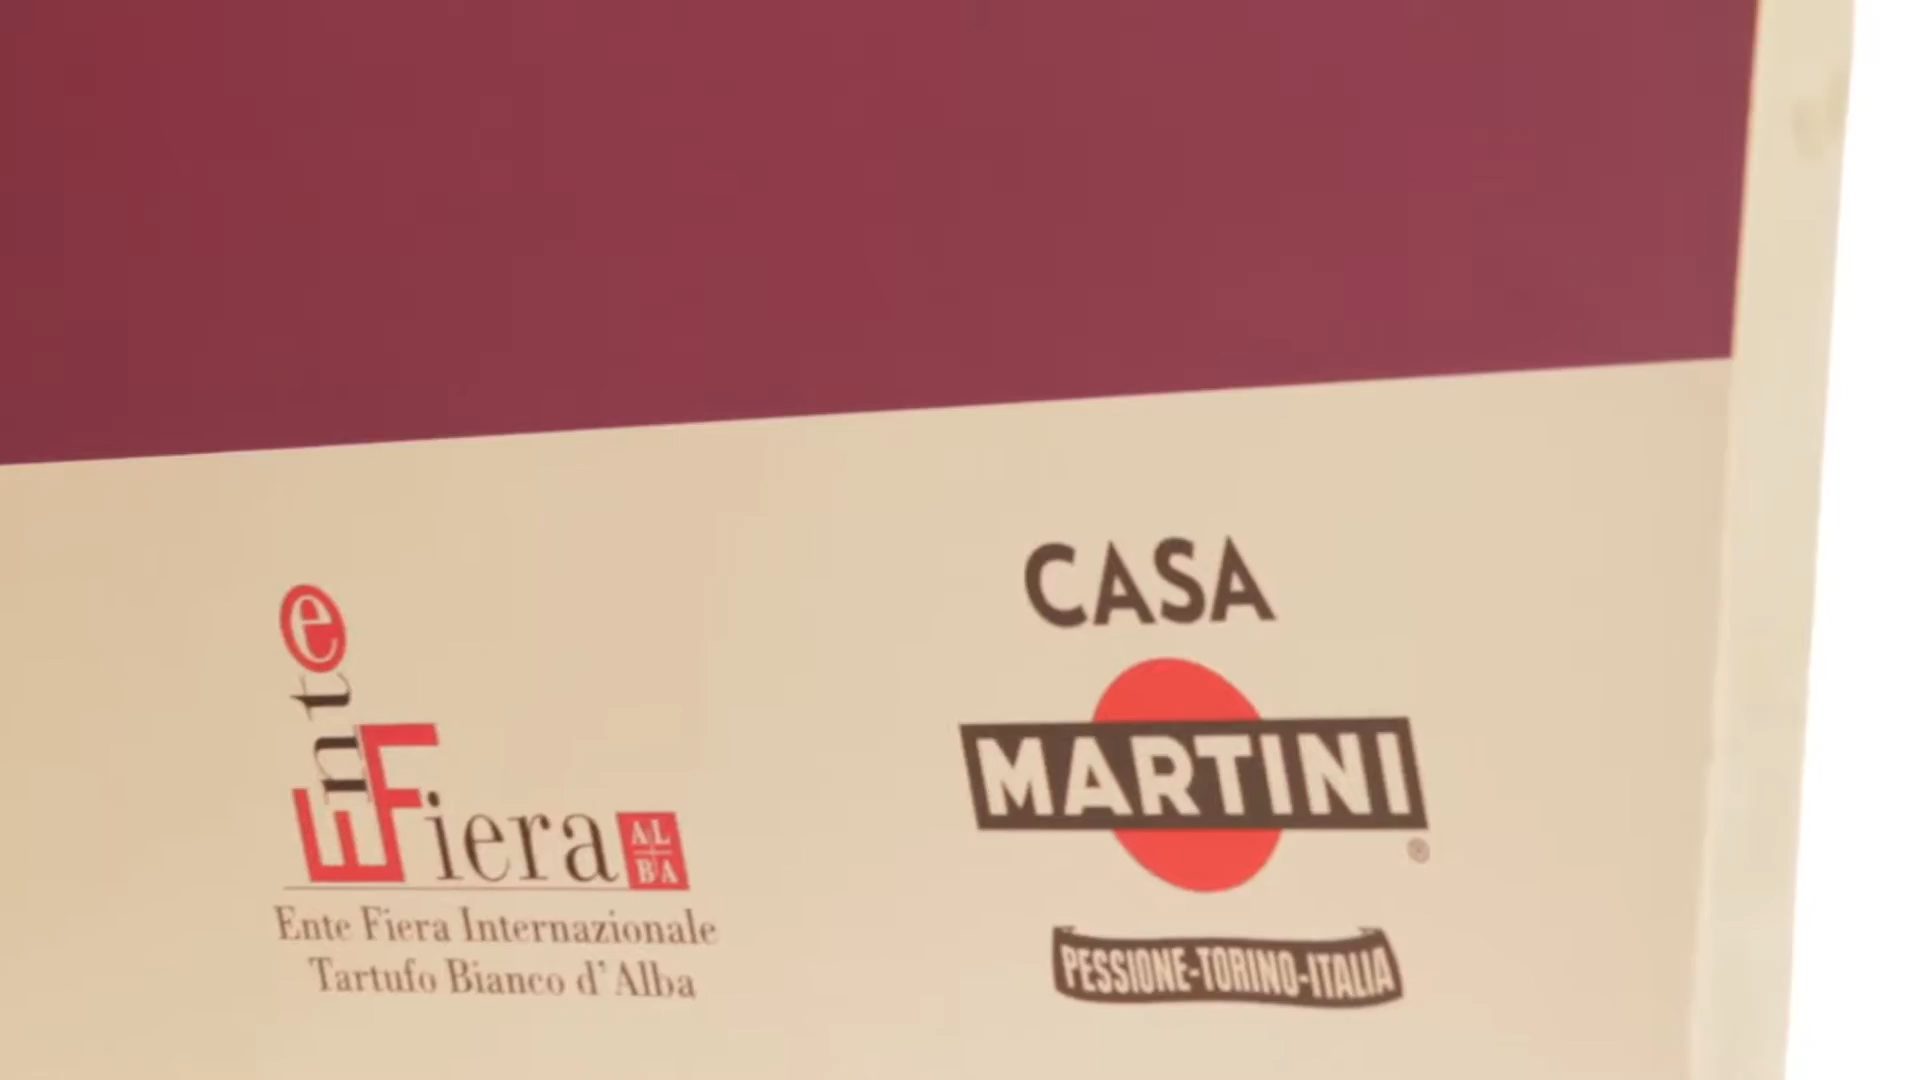 Ente
Fiera
AL
BA
Ente Fiera Internazionale
Tartufo Bianco d'Alba
CASA
MARTINI
®
PESSIONE-TORINO-ITALIA